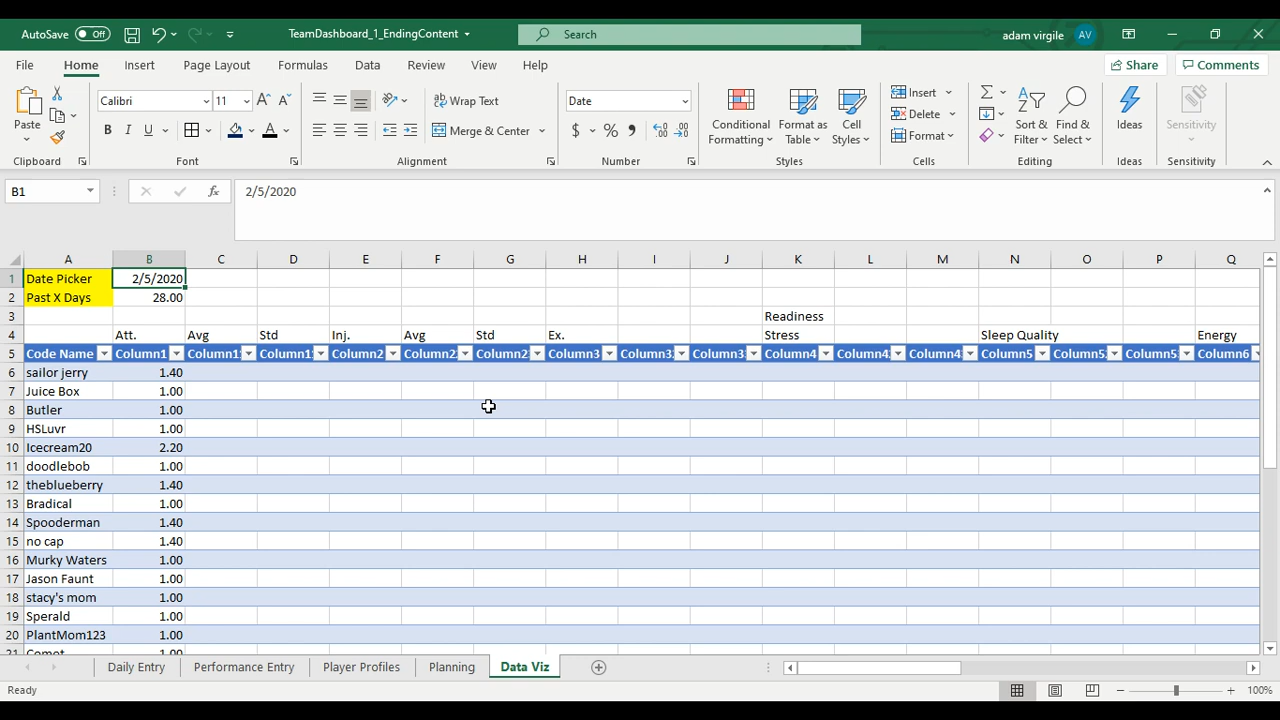 AutoSave Off TeamDashboard_1_EndingContent Search adam virgile AV
File Home Insert Page Layout Formulas Data Review View Help Share Comments
Paste Calibri 11 A A Wrap Text Date Conditional Formatting Format as Table Cell Styles Insert Sort & Filter Find & Select Ideas Sensitivity
B I U A Merge & Center $ % Delete
Format
Clipboard Font Alignment Number Styles Cells Editing Ideas Sensitivity
B1 fx 2/5/2020
A B C D E F G H I J K L M N O P Q
1 Date Picker 2/5/2020
2 Past X Days 28.00
3 Readiness
4 Att. Avg Std Inj. Avg Std Ex. Stress Sleep Quality Energy
5 Code Name Column1 Column1 Column1 Column2 Column2 Column2 Column3 Column3 Column3 Column4 Column4 Column4 Column5 Column5 Column5 Column6
6 sailor jerry 1.40
7 Juice Box 1.00
8 Butler 1.00
9 HSLuvr 1.00
10 Icecream20 2.20
11 doodlebob 1.00
12 theblueberry 1.40
13 Bradical 1.00
14 Spooderman 1.40
15 no cap 1.40
16 Murky Waters 1.00
17 Jason Faunt 1.00
18 stacy's mom 1.00
19 Sperald 1.00
20 PlantMom123 1.00
21 Comet 1.00
Daily Entry Performance Entry Player Profiles Planning Data Viz
Ready 100%